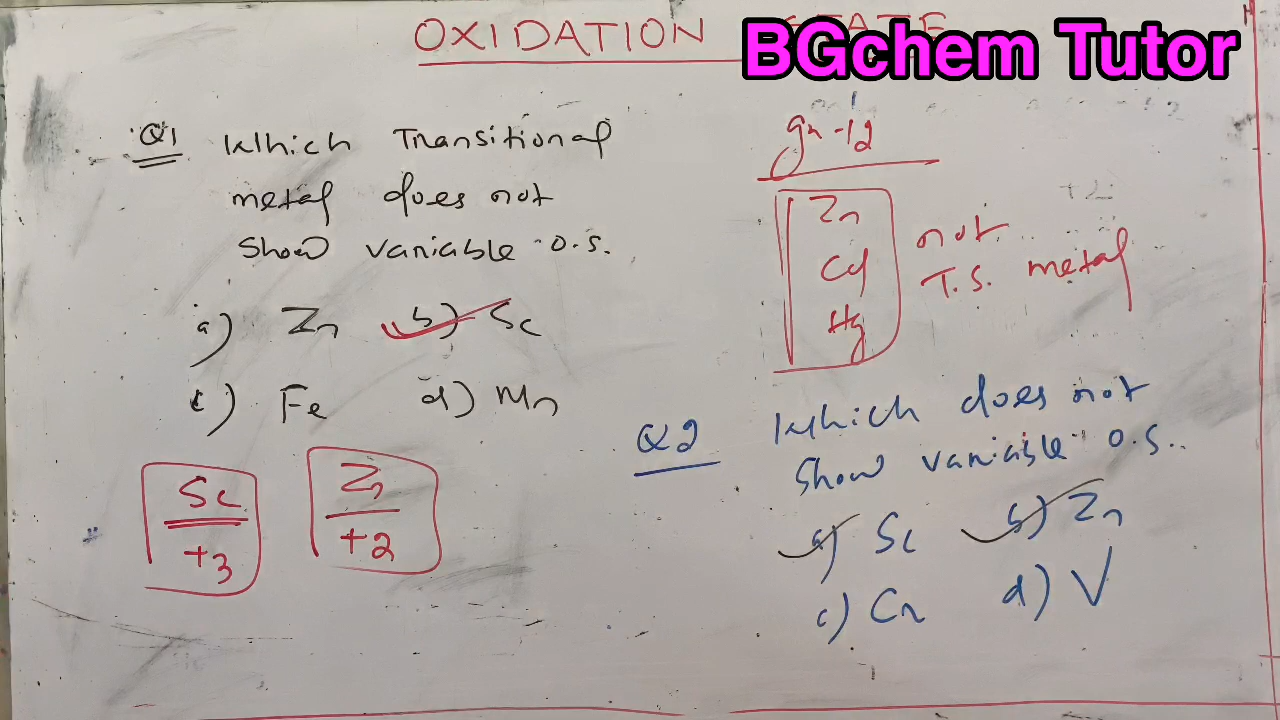 OXIDATION STATE
BGchem Tutor
Q1 Which Transitional
metal does not
Show variable o.s.
a) Zn b) Sc
c) Fe d) Mn
Sc
+3
Zn
+2
gr-12
Zn
Cd
Hg
not
T.S. metal
Q2 Which does not
Show variable o.s.
a) Sc b) Zn
c) Cr d) V